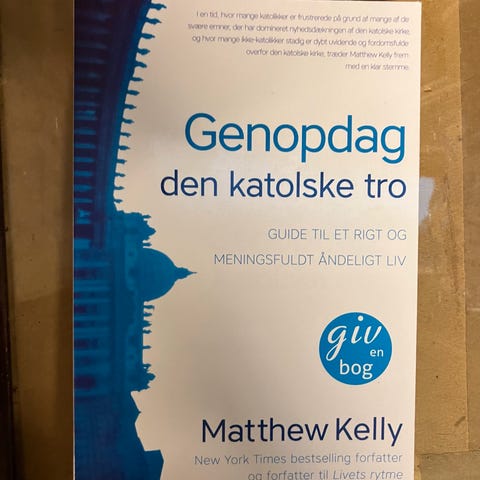 I en tid, hvor mange katolikker er frustrerede på grund af mange af de
svære emner, der har domineret nyhedsdækningen af den katolske kirke,
og hvor mange ikke-katolikker stadig er dybt uvidende og fordomsfulde
overfor den katolske kirke, træder Matthew Kelly frem
med en klar stemme.
Genopdag
den katolske tro
GUIDE TIL ET RIGT OG
MENINGSFULDT ÅNDELIGT LIV
giv
en
bog
Matthew Kelly
New York Times bestselling forfatter
og forfatter til Livets rytme